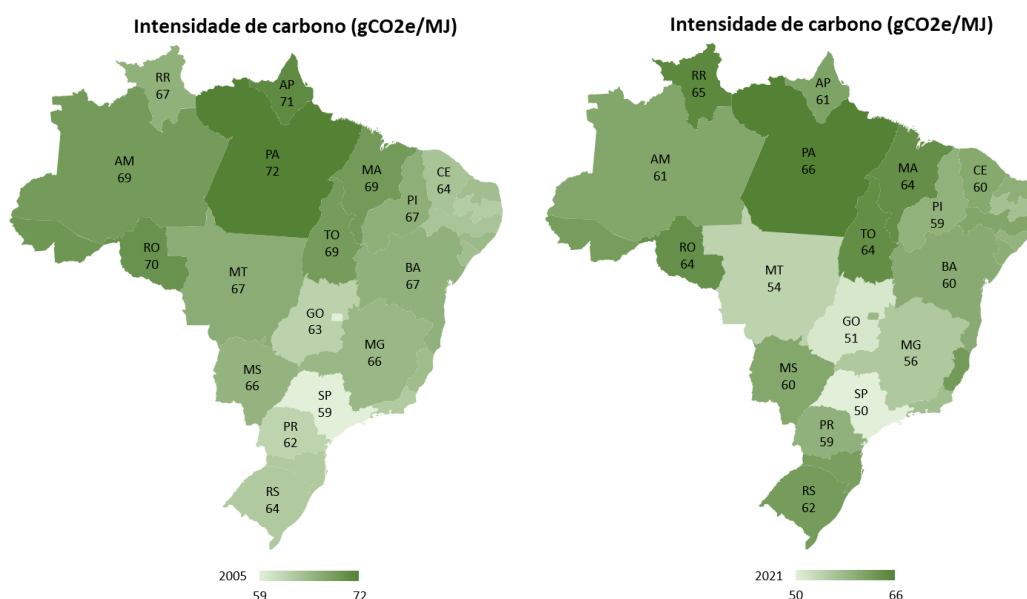 Intensidade de carbono (gCO2e/MJ)
RR
67
AP
71
AM
69
PA
72
MA
69
CE
64
PI
67
TO
69
RO
70
MT
67
BA
67
GO
63
MG
66
MS
66
SP
59
PR
62
RS
64
2005
59
72
Intensidade de carbono (gCO2e/MJ)
RR
65
AP
61
AM
61
PA
66
MA
64
CE
60
PI
59
TO
64
RO
64
MT
54
BA
60
GO
51
MG
56
MS
60
SP
50
PR
59
RS
62
2021
50
66